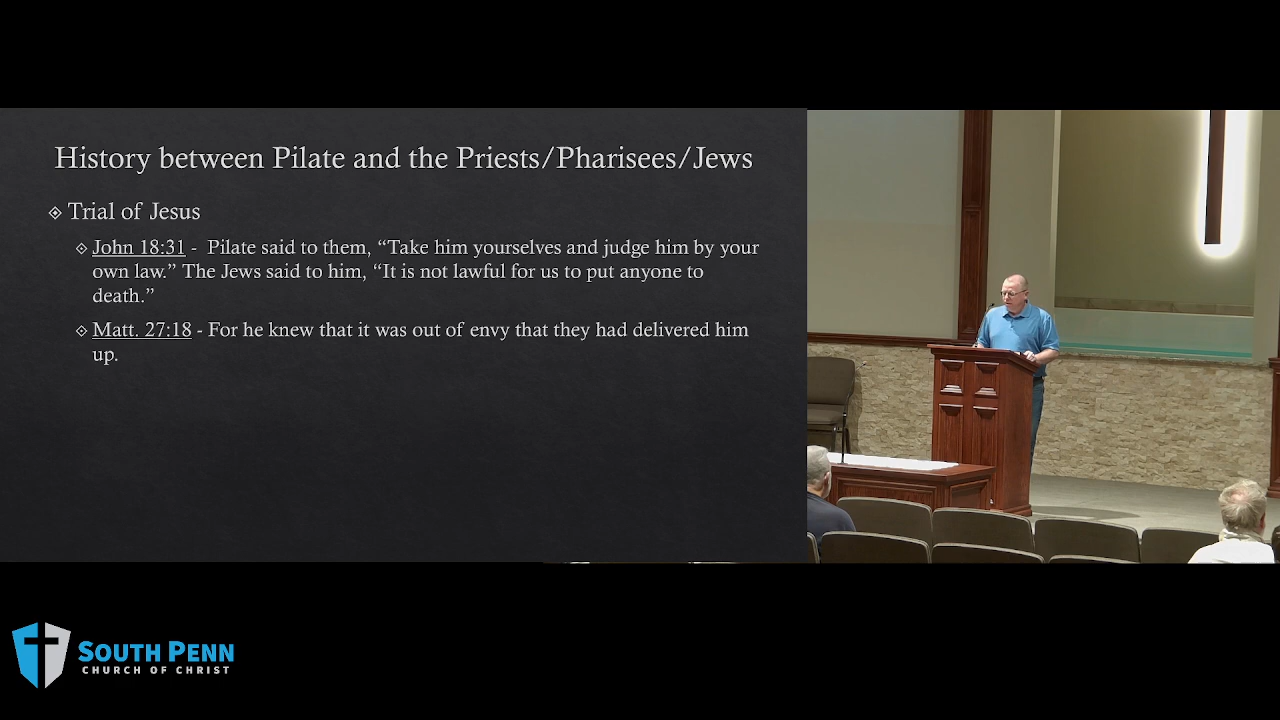 History between Pilate and the Priests/Pharisees/Jews
Trial of Jesus
John 18:31 - Pilate said to them, “Take him yourselves and judge him by your
own law.” The Jews said to him, “It is not lawful for us to put anyone to
death.”
Matt. 27:18 - For he knew that it was out of envy that they had delivered him
up.
SOUTH PENN
CHURCH OF CHRIST